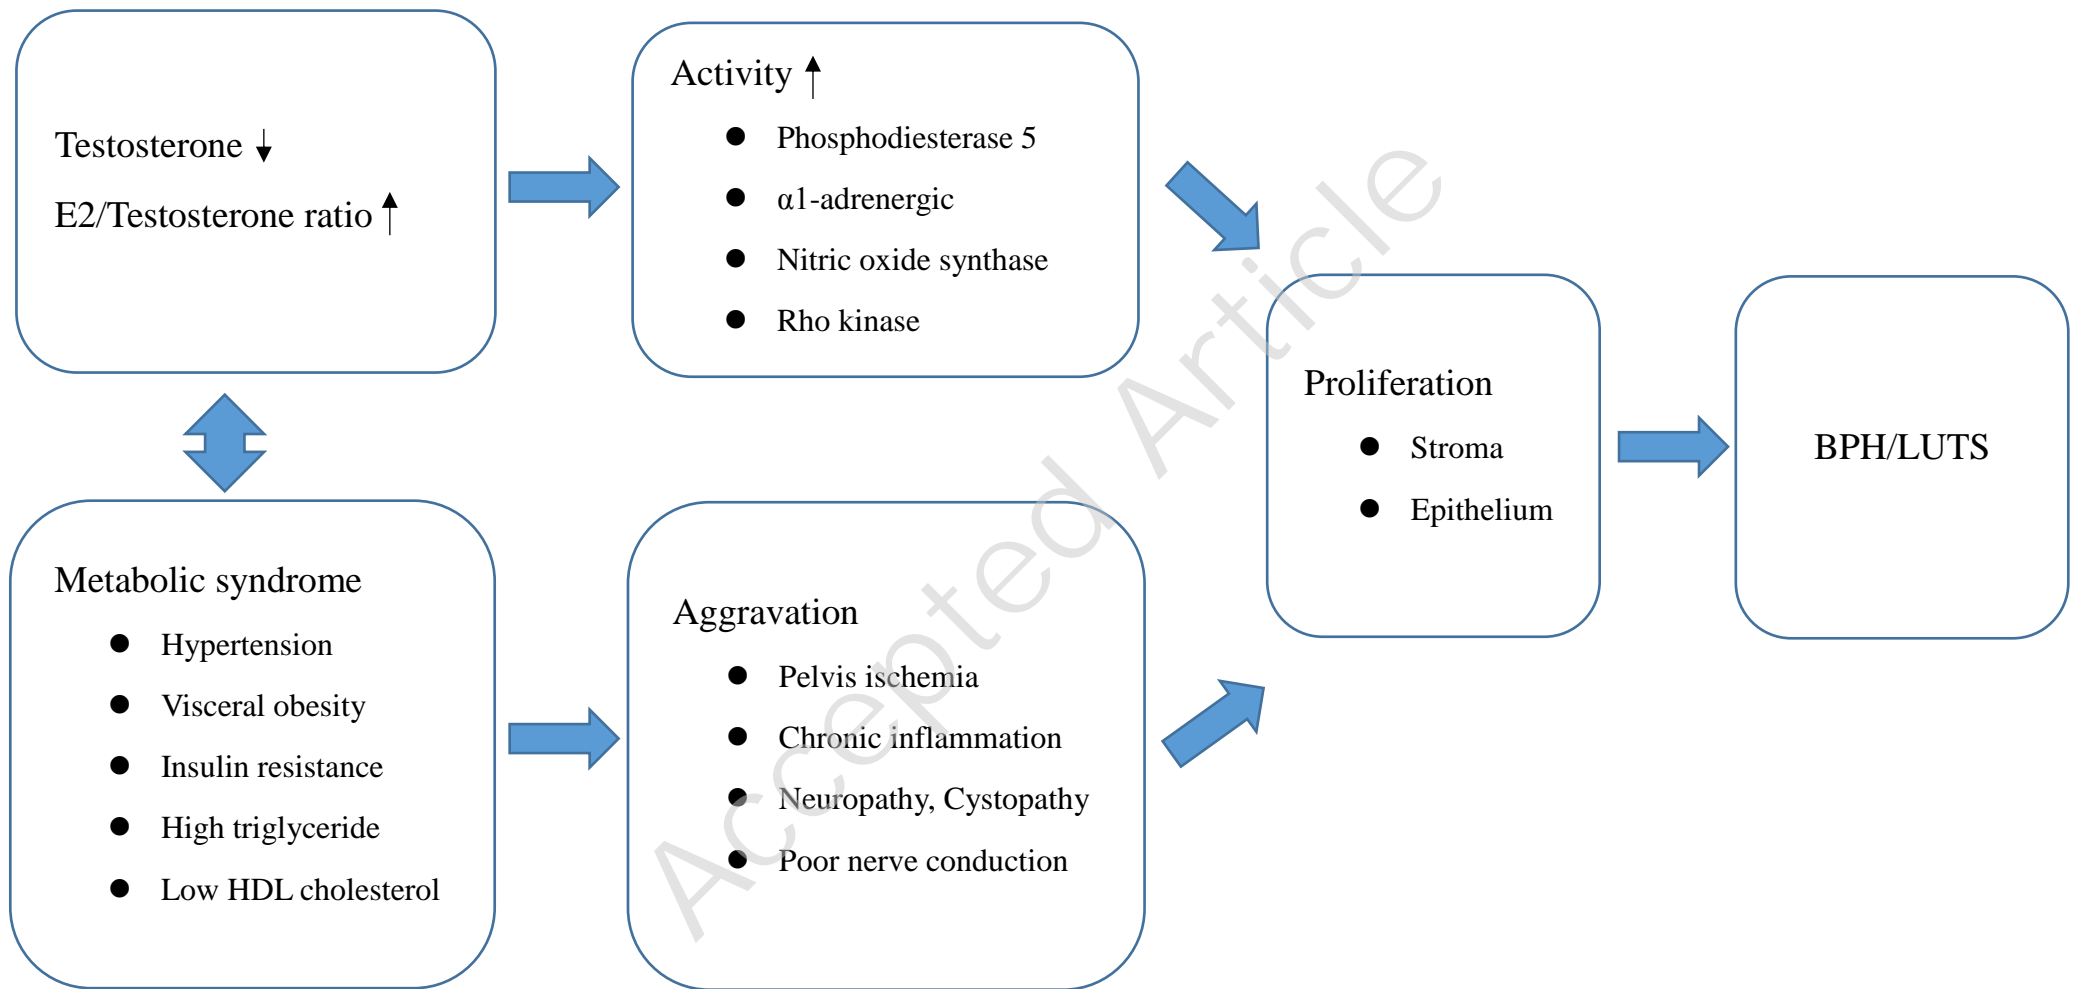 Testosterone ↓
E2/Testosterone ratio ↑
Activity ↑
● Phosphodiesterase 5
● α1-adrenergic
● Nitric oxide synthase
● Rho kinase
Metabolic syndrome
● Hypertension
● Visceral obesity
● Insulin resistance
● High triglyceride
● Low HDL cholesterol
Aggravation
● Pelvis ischemia
● Chronic inflammation
● Neuropathy, Cystopathy
● Poor nerve conduction
Proliferation
● Stroma
● Epithelium
BPH/LUTS
Accepted Article